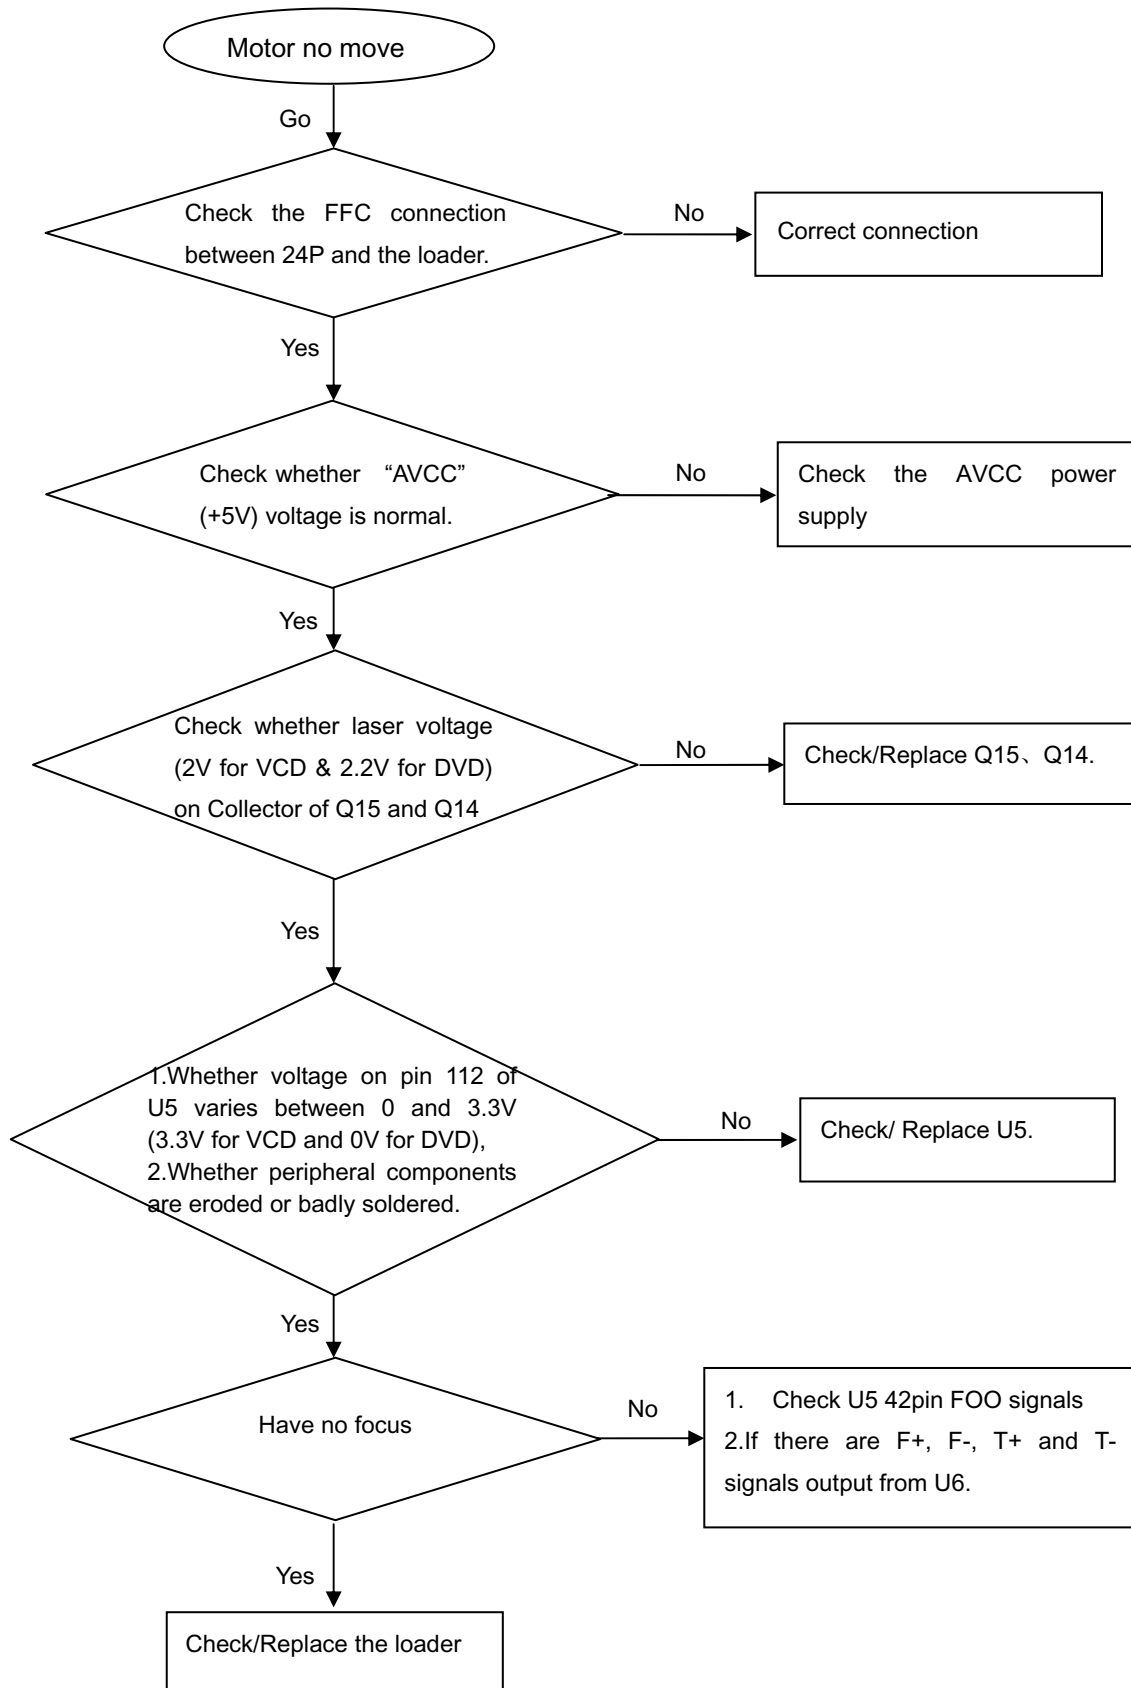 Motor no move
Go
Check the FFC connection
between 24P and the loader.
No
Correct connection
Yes
Check whether “AVCC”
(+5V) voltage is normal.
No
Check the AVCC power
supply
Yes
Check whether laser voltage
(2V for VCD & 2.2V for DVD)
on Collector of Q15 and Q14
No
Check/Replace Q15、Q14.
Yes
1.Whether voltage on pin 112 of
U5 varies between 0 and 3.3V
(3.3V for VCD and 0V for DVD),
2.Whether peripheral components
are eroded or badly soldered.
No
Check/ Replace U5.
Yes
Have no focus
No
1. Check U5 42pin FOO signals
2.If there are F+, F-, T+ and T-
signals output from U6.
Yes
Check/Replace the loader